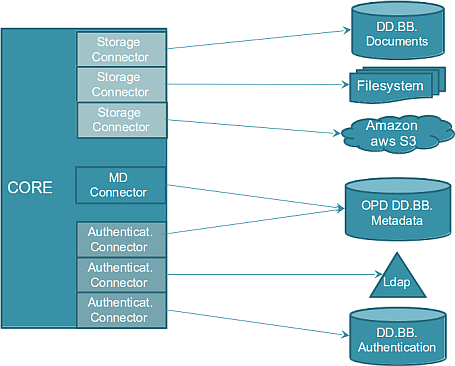 CORE
Storage
Connector
Storage
Connector
Storage
Connector
MD
Connector
Authenticat.
Connector
Authenticat.
Connector
Authenticat.
Connector
DD.BB.
Documents
Filesystem
Amazon
aws S3
OPD DD.BB.
Metadata
Ldap
DD.BB.
Authentication